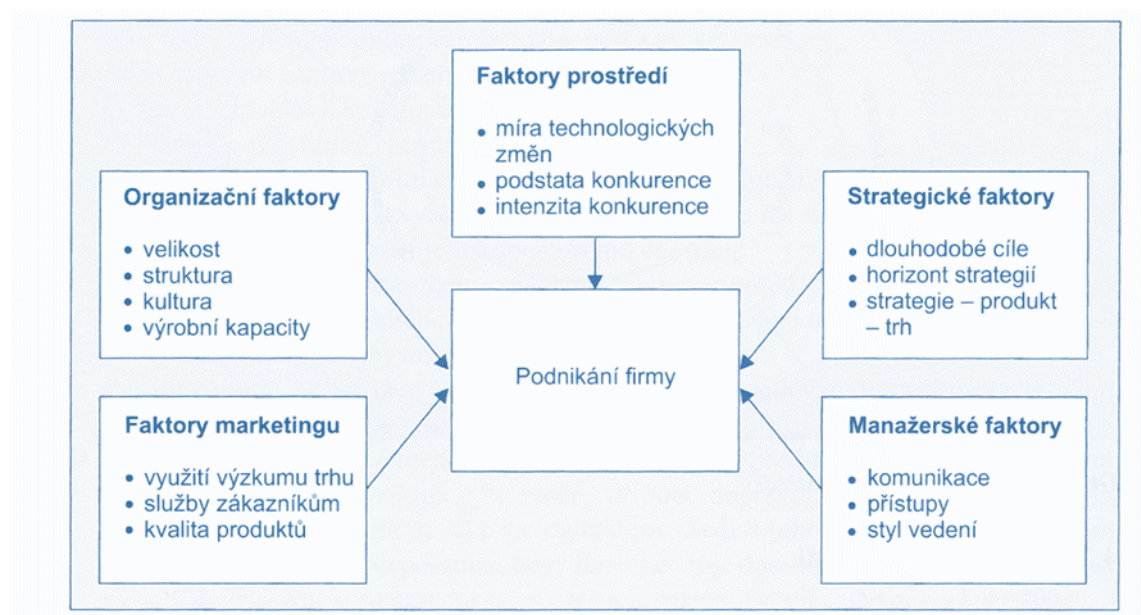 Faktory prostředí
• míra technologických
změn
• podstata konkurence
• intenzita konkurence
Organizační faktory
• velikost
• struktura
• kultura
• výrobní kapacity
Strategické faktory
• dlouhodobé cíle
• horizont strategií
• strategie – produkt
– trh
Podnikání firmy
Faktory marketingu
• využití výzkumu trhu
• služby zákazníkům
• kvalita produktů
Manažerské faktory
• komunikace
• přístupy
• styl vedení